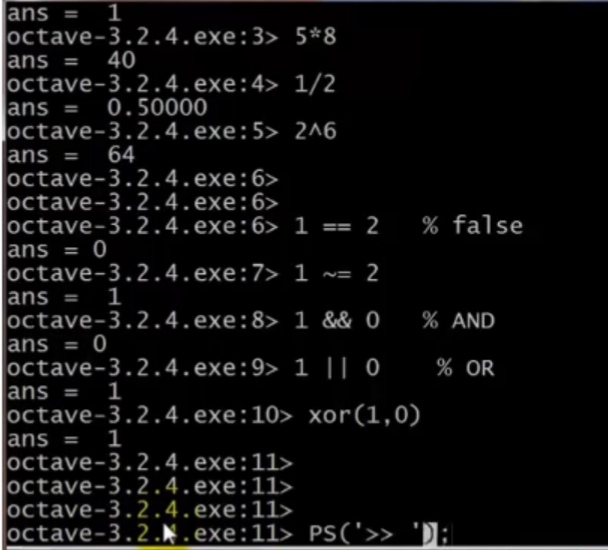 ans =  1
octave-3.2.4.exe:3> 5*8
ans =  40
octave-3.2.4.exe:4> 1/2
ans =  0.50000
octave-3.2.4.exe:5> 2^6
ans =  64
octave-3.2.4.exe:6>
octave-3.2.4.exe:6>
octave-3.2.4.exe:6> 1 == 2   % false
ans = 0
octave-3.2.4.exe:7> 1 ~= 2
ans =  1
octave-3.2.4.exe:8> 1 && 0   % AND
ans = 0
octave-3.2.4.exe:9> 1 || 0    % OR
ans =  1
octave-3.2.4.exe:10> xor(1,0)
ans =  1
octave-3.2.4.exe:11>
octave-3.2.4.exe:11>
octave-3.2.4.exe:11>
octave-3.2.4.exe:11> PS('>> ');